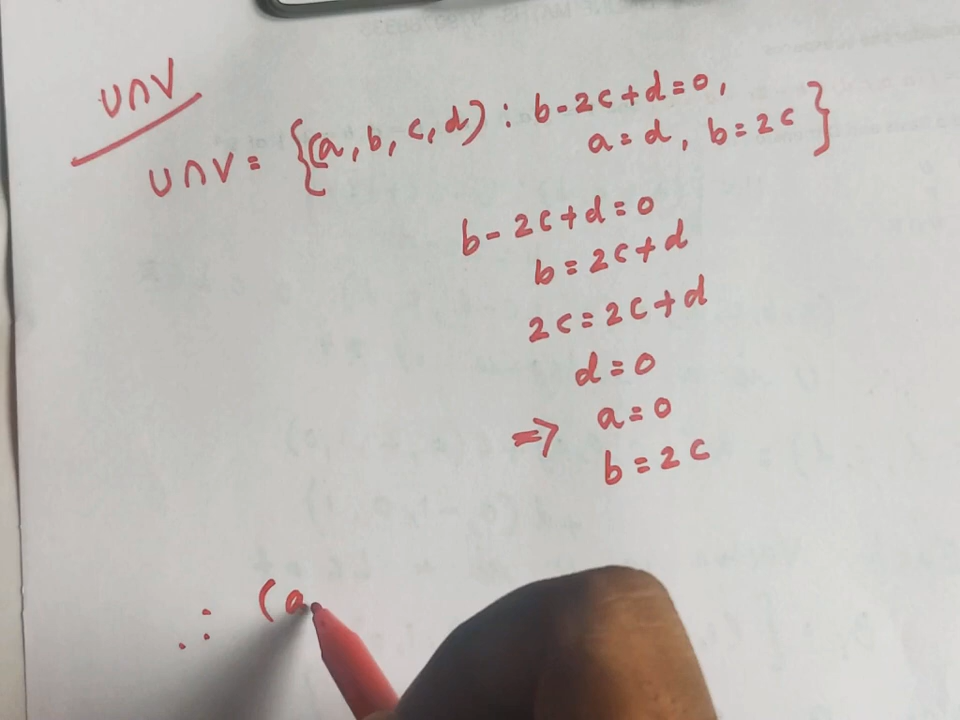 U∩V
U∩V = {(a, b, c, d) : b - 2c + d = 0,
a = d, b = 2c}
b - 2c + d = 0
b = 2c + d
2c = 2c + d
d = 0
⇒ a = 0
b = 2c
∴ (a,